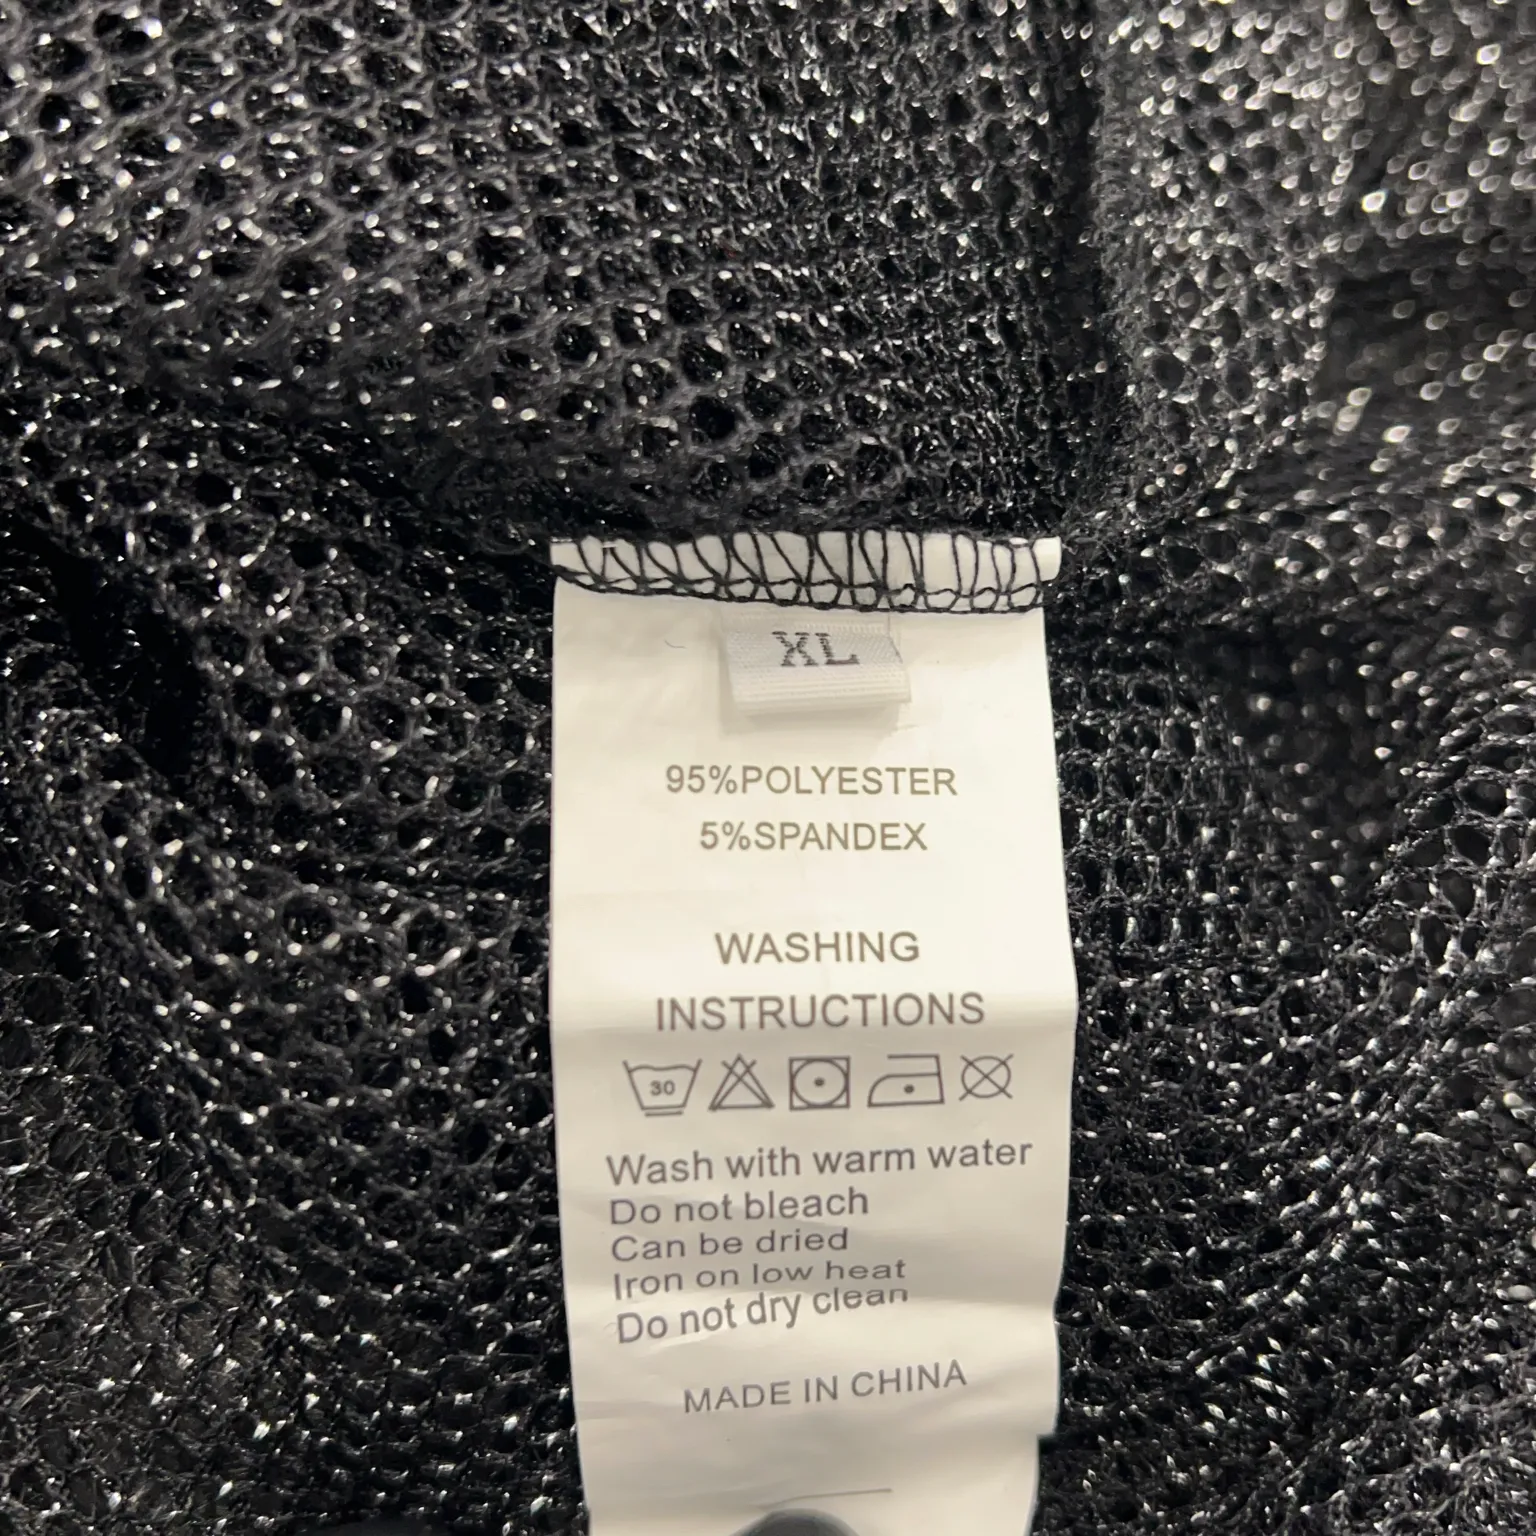 XL
95%POLYESTER
5%SPANDEX
WASHING
INSTRUCTIONS
30
Wash with warm water
Do not bleach
Can be dried
Iron on low heat
Do not dry clean
MADE IN CHINA